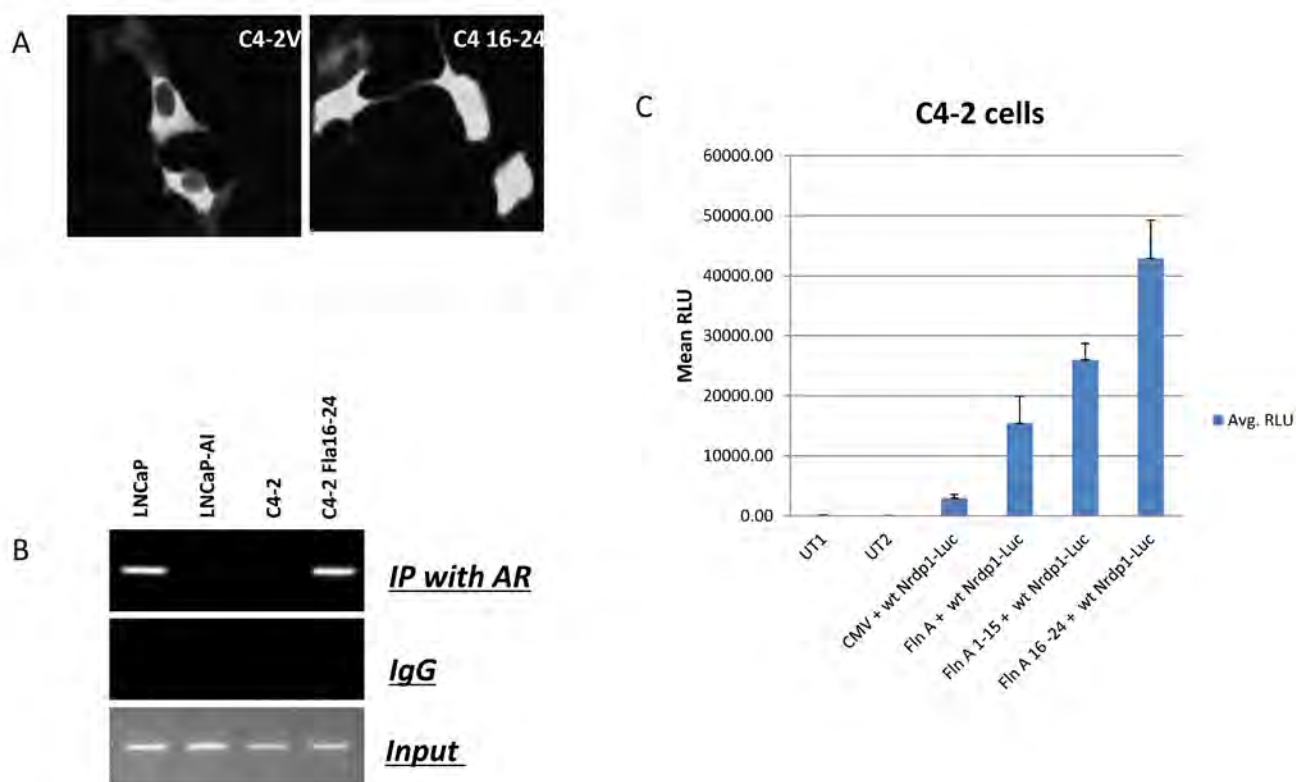 A
C4-2V
C4 16-24
B
LNCaP
LNCaP-AI
C4-2
C4-2 Fla16-24
IP with AR
IgG
Input
C
C4-2 cells
Mean RLU
60000.00
50000.00
40000.00
30000.00
20000.00
10000.00
0.00
UT1
UT2
CMV + wt Nrdp1-Luc
Fln A + wt Nrdp1-Luc
Fln A 1-15 + wt Nrdp1-Luc
Fln A 16 -24 + wt Nrdp1-Luc
Avg. RLU